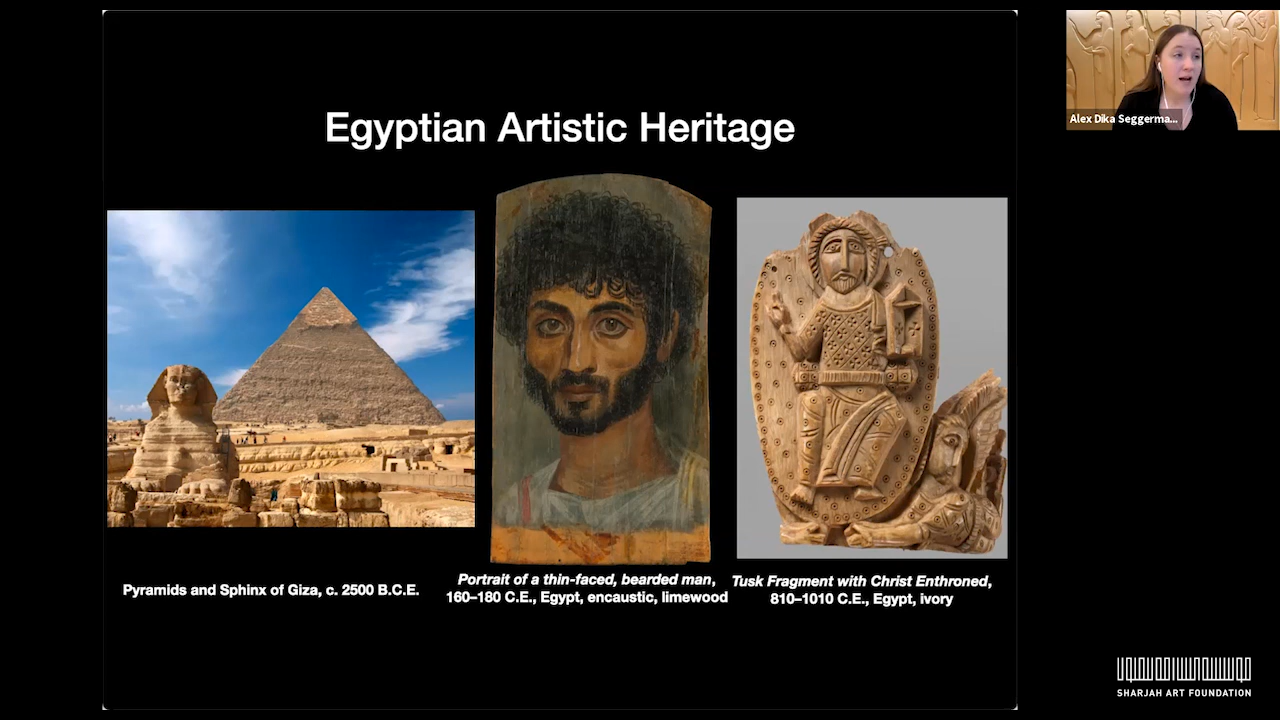 Egyptian Artistic Heritage
Pyramids and Sphinx of Giza, c. 2500 B.C.E.
Portrait of a thin-faced, bearded man,
160–180 C.E., Egypt, encaustic, limewood
Tusk Fragment with Christ Enthroned,
810–1010 C.E., Egypt, ivory
Alex Dika Seggerma...
SHARJAH ART FOUNDATION